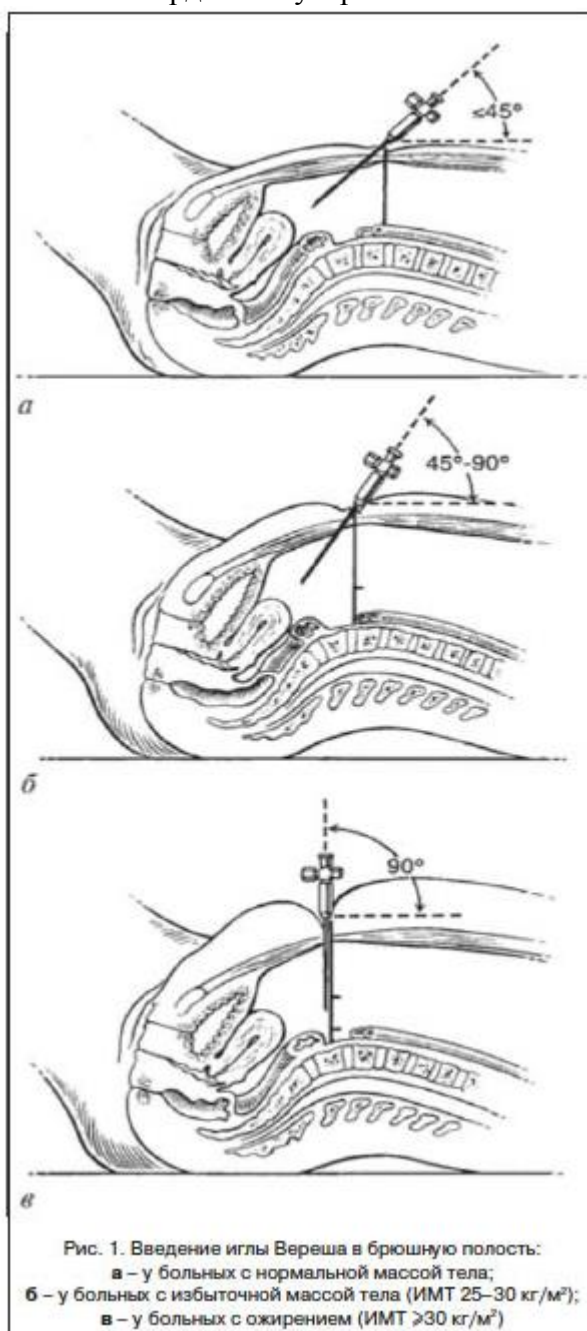 ≤45°
а
45°-90°
б
90°
в
Рис. 1. Введение иглы Вереша в брюшную полость:
а – у больных с нормальной массой тела;
б – у больных с избыточной массой тела (ИМТ 25–30 кг/м²);
в – у больных с ожирением (ИМТ ⩾30 кг/м²)